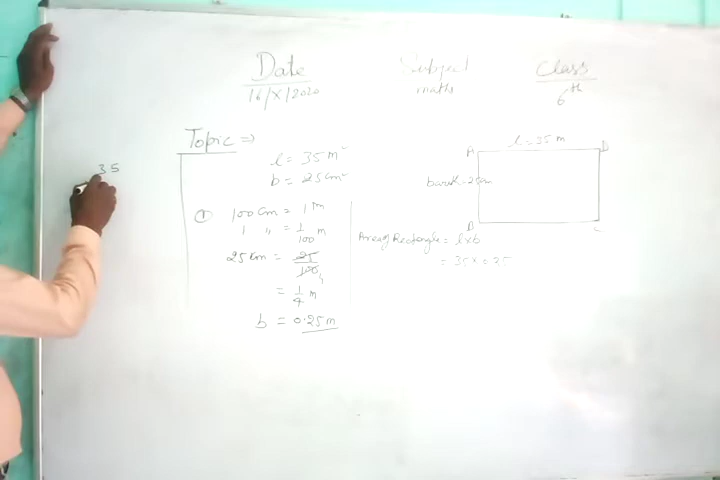 Date
16/X/2020
Subject
maths
Class
6th
Topic ⇒
l = 35 m
b = 25 cm
① 100 cm = 1 m
1 " = 1/100 m
25 cm = 25/100
= 1/4 m
b = 0.25 m
A l = 35 m D
B C
Area of Rectangle = l x b
= 35 x 0.25
35